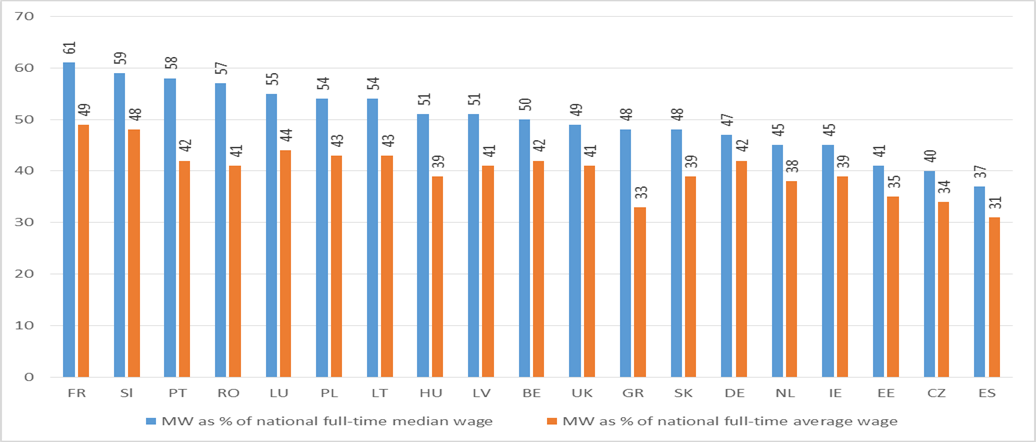 70
60
50
40
30
20
10
0
61 49 59 48 58 42 57 41 55 44 54 43 54 43 51 39 51 41 50 42 49 41 48 33 48 39 47 42 45 38 45 39 41 35 40 34 37 31
FR SI PT RO LU PL LT HU LV BE UK GR SK DE NL IE EE CZ ES
MW as % of national full-time median wage MW as % of national full-time average wage